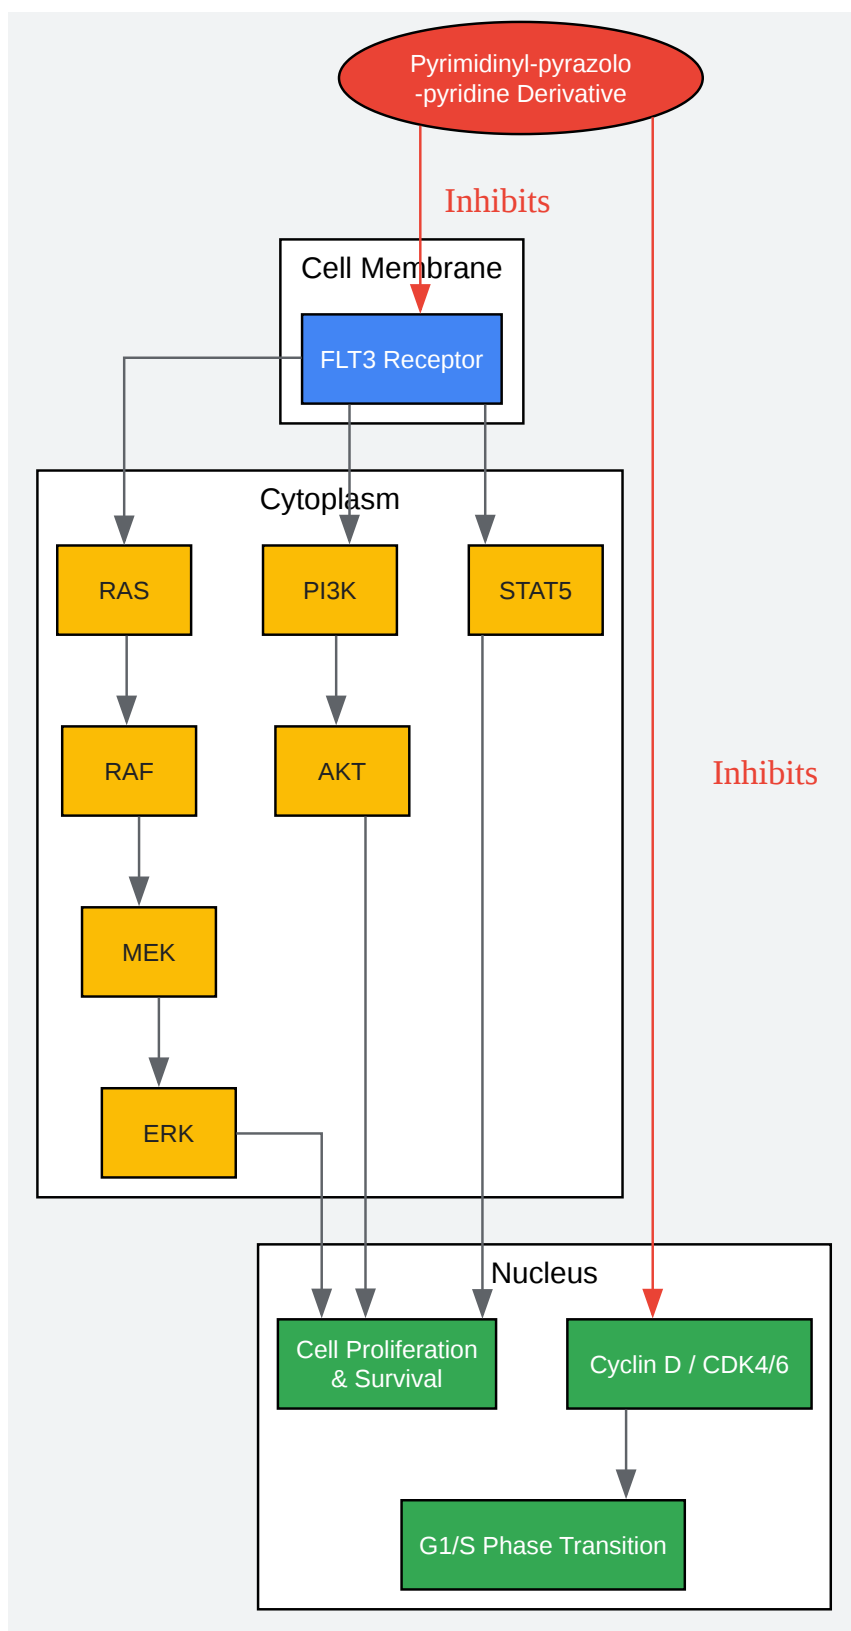 Pyrimidinyl-pyrazolo
-pyridine Derivative
Inhibits
Cell Membrane
FLT3 Receptor
Cytoplasm
RAS
PI3K
STAT5
RAF
AKT
Inhibits
MEK
ERK
Nucleus
Cell Proliferation
& Survival
Cyclin D / CDK4/6
G1/S Phase Transition